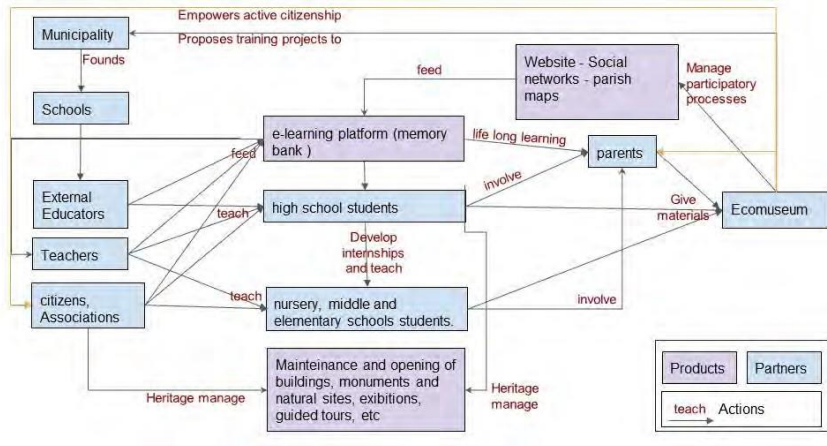 Empowers active citizenship
Municipality
Proposes training projects to
Founds
Website - Social
networks - parish
maps
Manage
participatory
processes
feed
Schools
e-learning platform (memory
bank )
life long learning
feed
parents
involve
External
Educators
teach
high school students
Give
materials
Ecomuseum
Teachers
Develop
internships
and teach
citizens,
Associations
teach
nursery, middle and
elementary schools students.
involve
Mainteinance and opening of
buildings, monuments and
natural sites, exibitions,
guided tours, etc
Heritage manage
Heritage
manage
Products
Partners
teach
Actions